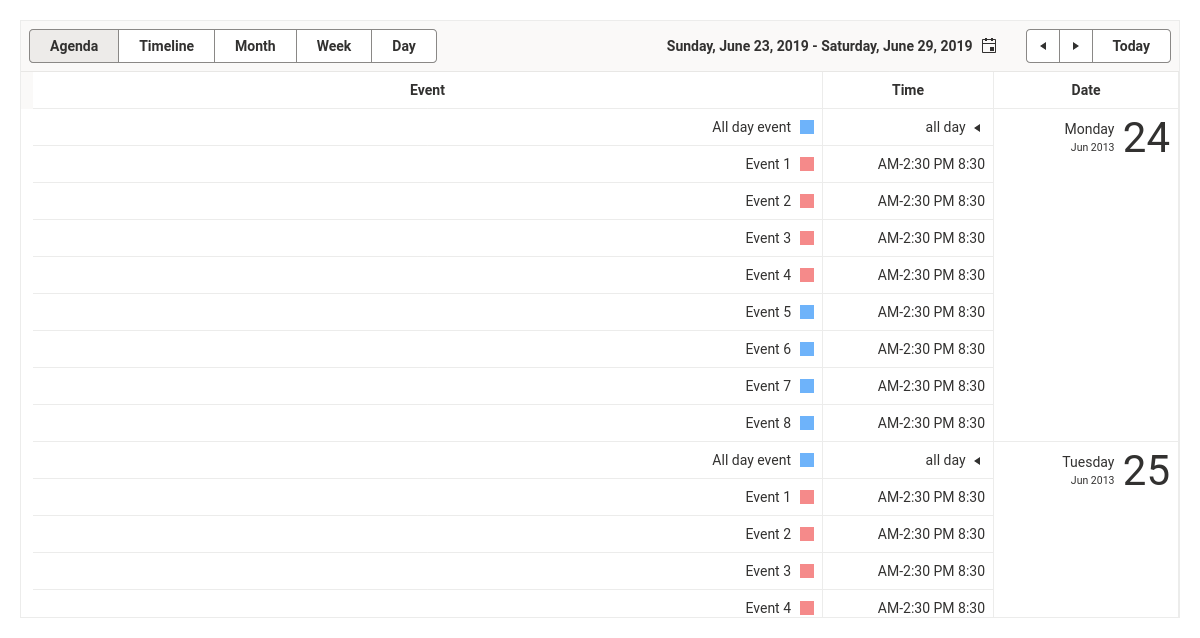 Agenda Timeline Month Week Day Sunday, June 23, 2019 - Saturday, June 29, 2019 Today
Event Time Date
All day event all day Monday 24
Jun 2013
Event 1 AM-2:30 PM 8:30
Event 2 AM-2:30 PM 8:30
Event 3 AM-2:30 PM 8:30
Event 4 AM-2:30 PM 8:30
Event 5 AM-2:30 PM 8:30
Event 6 AM-2:30 PM 8:30
Event 7 AM-2:30 PM 8:30
Event 8 AM-2:30 PM 8:30
All day event all day Tuesday 25
Jun 2013
Event 1 AM-2:30 PM 8:30
Event 2 AM-2:30 PM 8:30
Event 3 AM-2:30 PM 8:30
Event 4 AM-2:30 PM 8:30